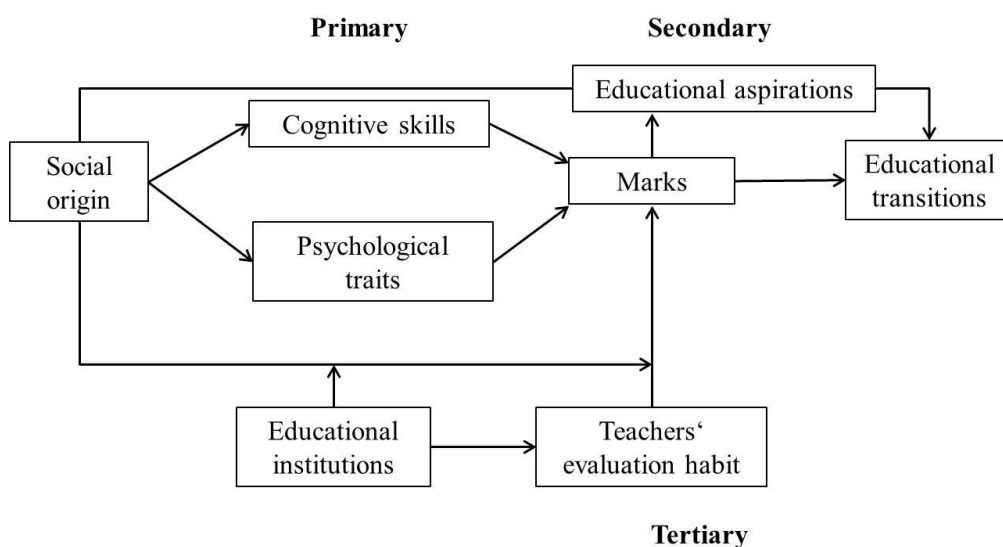 Primary
Secondary
Educational aspirations
Cognitive skills
Social
origin
Marks
Educational
transitions
Psychological
traits
Educational
institutions
Teachers‘
evaluation habit
Tertiary